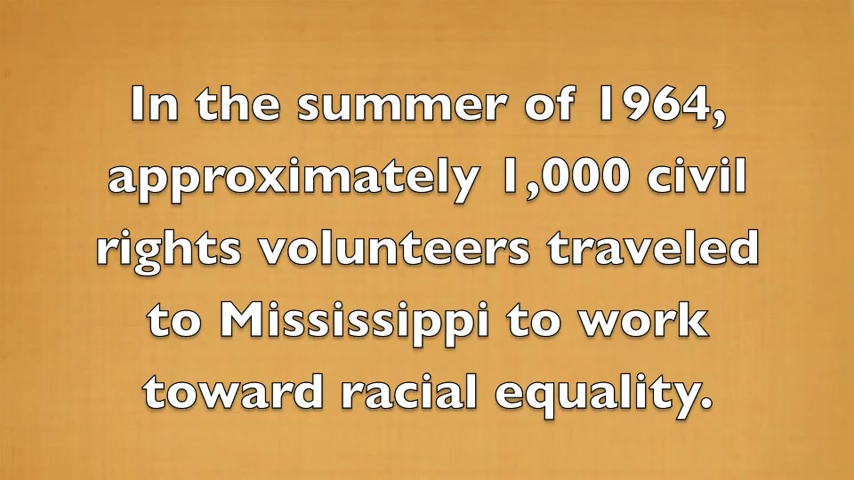 In the summer of 1964,
approximately 1,000 civil
rights volunteers traveled
to Mississippi to work
toward racial equality.